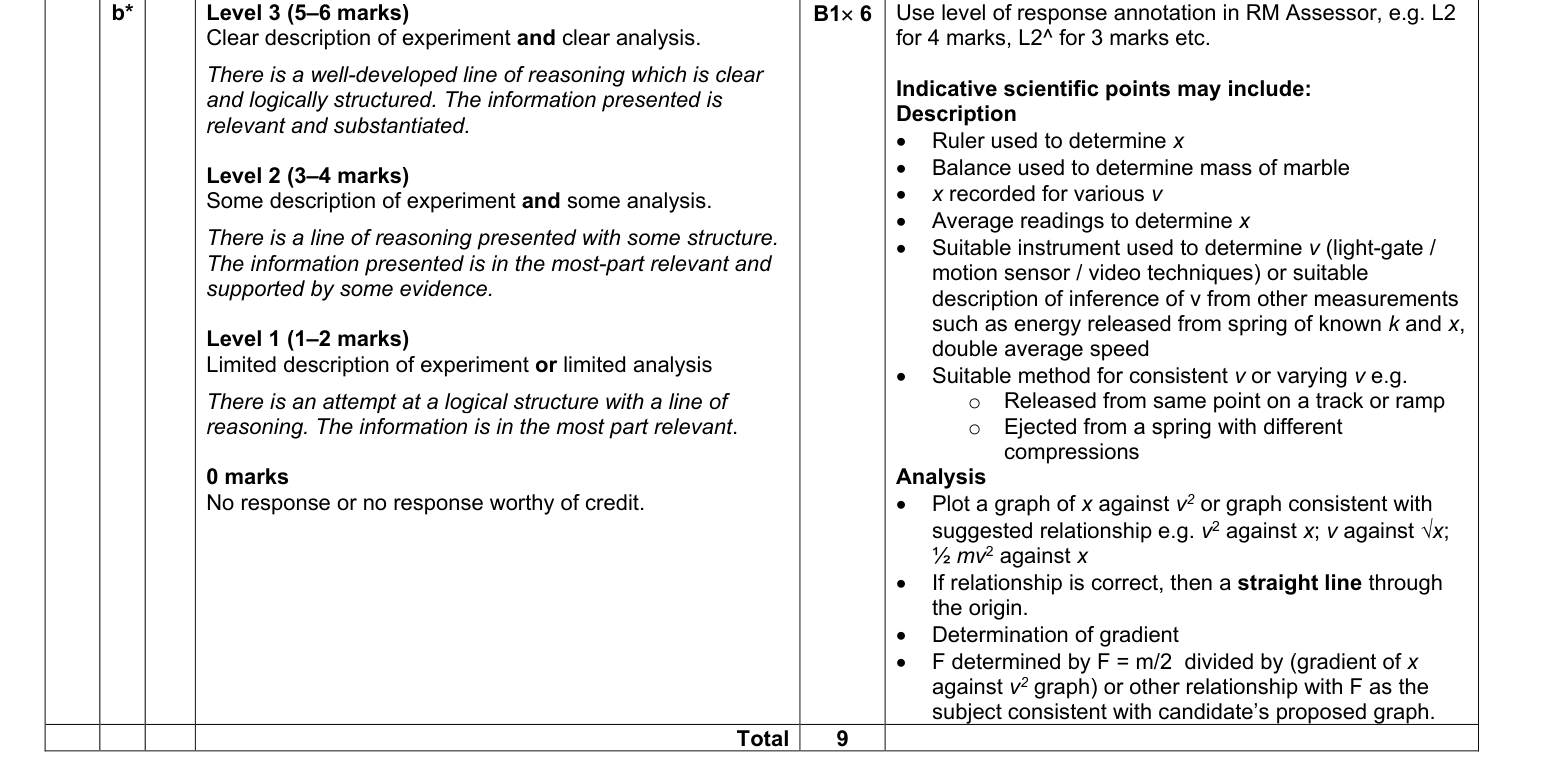 b*
Level 3 (5–6 marks)
Clear description of experiment and clear analysis.
There is a well-developed line of reasoning which is clear
and logically structured. The information presented is
relevant and substantiated.
Level 2 (3–4 marks)
Some description of experiment and some analysis.
There is a line of reasoning presented with some structure.
The information presented is in the most-part relevant and
supported by some evidence.
Level 1 (1–2 marks)
Limited description of experiment or limited analysis
There is an attempt at a logical structure with a line of
reasoning. The information is in the most part relevant.
0 marks
No response or no response worthy of credit.
B1× 6
Use level of response annotation in RM Assessor, e.g. L2
for 4 marks, L2^ for 3 marks etc.
Indicative scientific points may include:
Description
• Ruler used to determine x
• Balance used to determine mass of marble
• x recorded for various v
• Average readings to determine x
• Suitable instrument used to determine v (light-gate /
motion sensor / video techniques) or suitable
description of inference of v from other measurements
such as energy released from spring of known k and x,
double average speed
• Suitable method for consistent v or varying v e.g.
○ Released from same point on a track or ramp
○ Ejected from a spring with different
compressions
Analysis
• Plot a graph of x against v² or graph consistent with
suggested relationship e.g. v² against x; v against √x;
½ mv² against x
• If relationship is correct, then a straight line through
the origin.
• Determination of gradient
• F determined by F = m/2 divided by (gradient of x
against v² graph) or other relationship with F as the
subject consistent with candidate's proposed graph.
Total 9